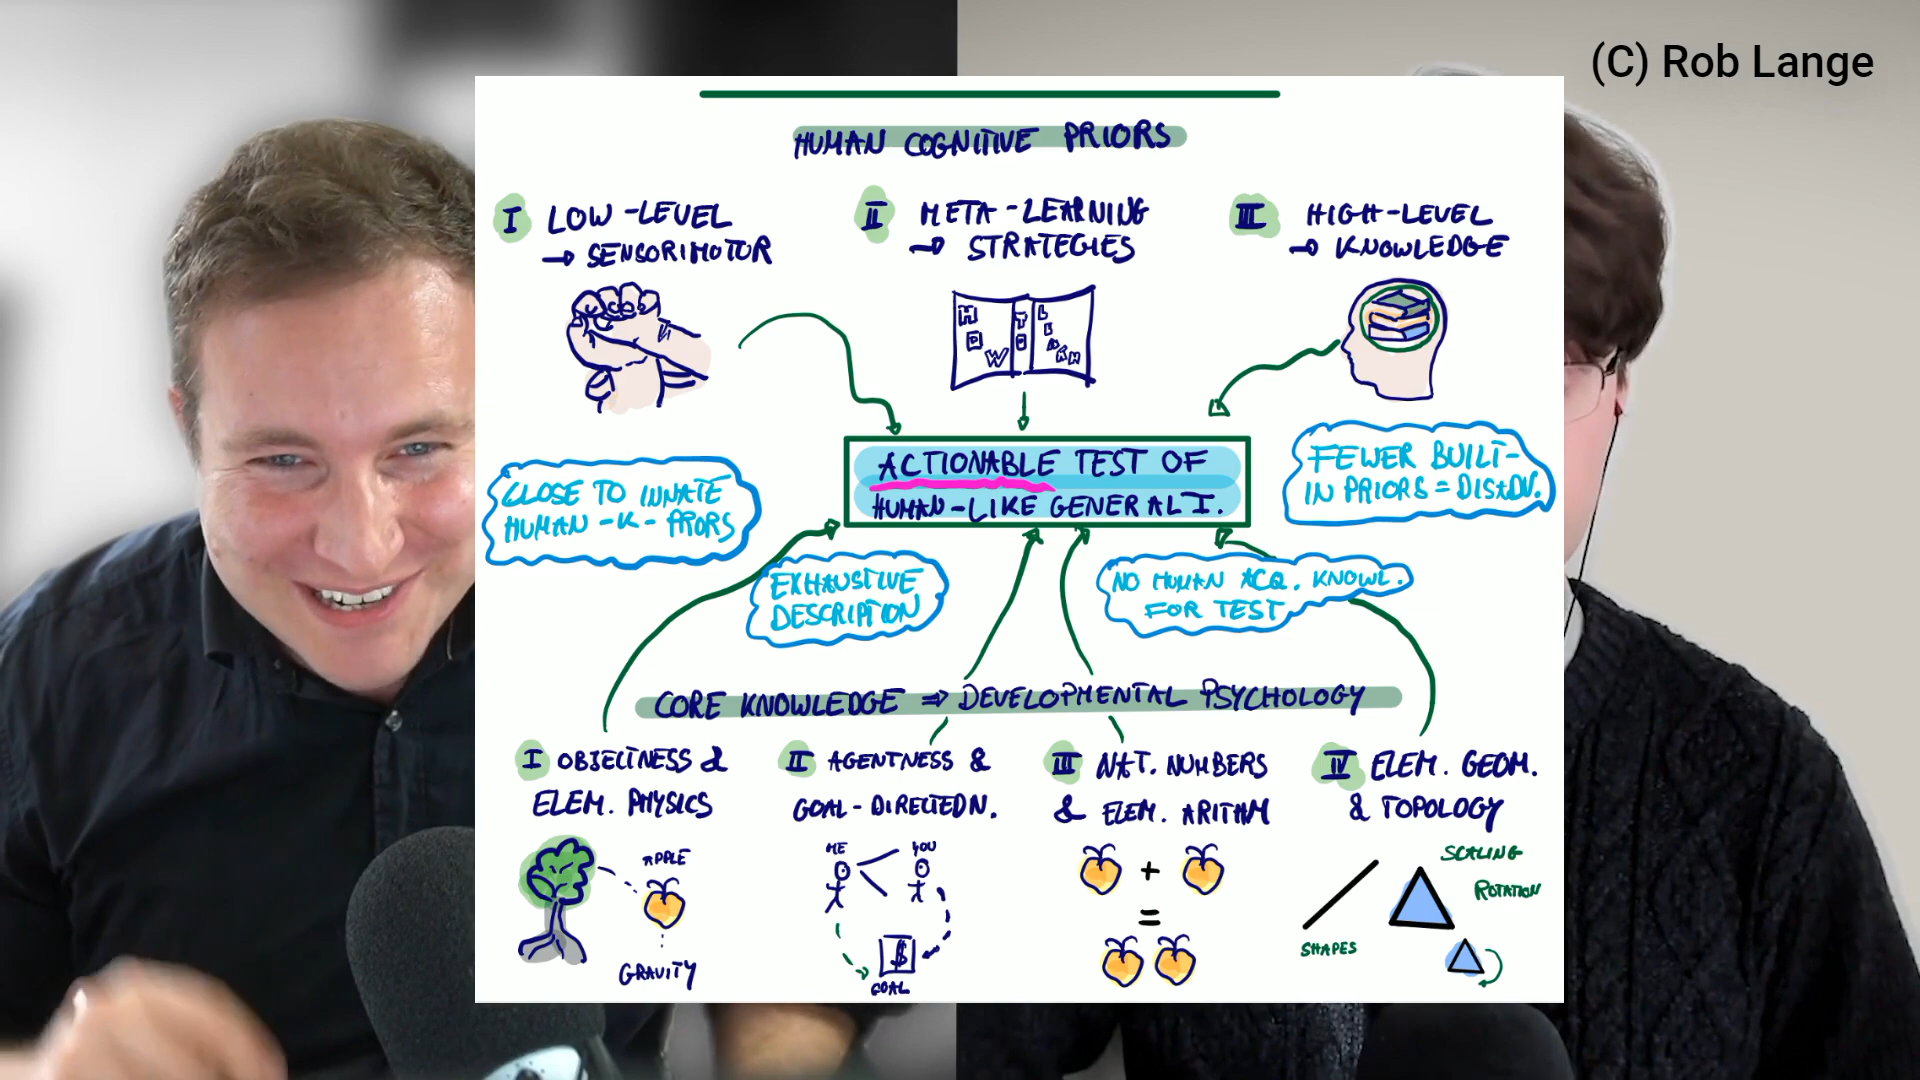 (C) Rob Lange
HUMAN COGNITIVE PRIORS
I LOW-LEVEL
→ SENSORIMOTOR
II META-LEARNING
→ STRATEGIES
III HIGH-LEVEL
→ KNOWLEDGE
HOW TO LEARN
CLOSE TO INNATE
HUMAN-K-PRIORS
ACTIONABLE TEST OF
HUMAN-LIKE GENERAL I.
FEWER BUILT-
IN PRIORS = DISADV.
EXHAUSTIVE
DESCRIPTION
NO HUMAN ACQ. KNOWL.
FOR TEST
CORE KNOWLEDGE ⇒ DEVELOPMENTAL PSYCHOLOGY
I OBJECTNESS &
ELEM. PHYSICS
APPLE
GRAVITY
II AGENTNESS &
GOAL-DIRECTEDN.
ME YOU
$
GOAL
III NAT. NUMBERS
& ELEM. ARITHM
+
=
IV ELEM. GEOM.
& TOPOLOGY
SCALING
ROTATION
SHAPES